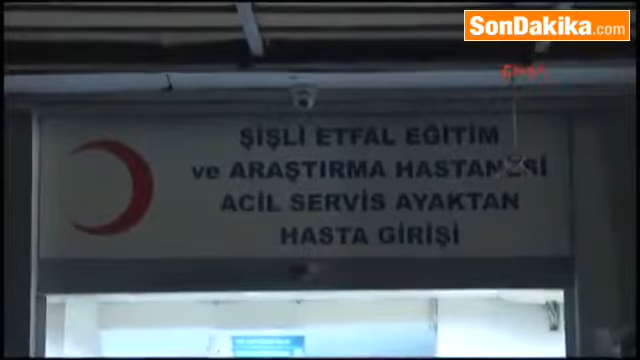 SonDakika.com
ŞİŞLİ ETFAL EĞİTİM
ve ARAŞTIRMA HASTANESİ
ACİL SERVİS AYAKTAN
HASTA GİRİŞİ